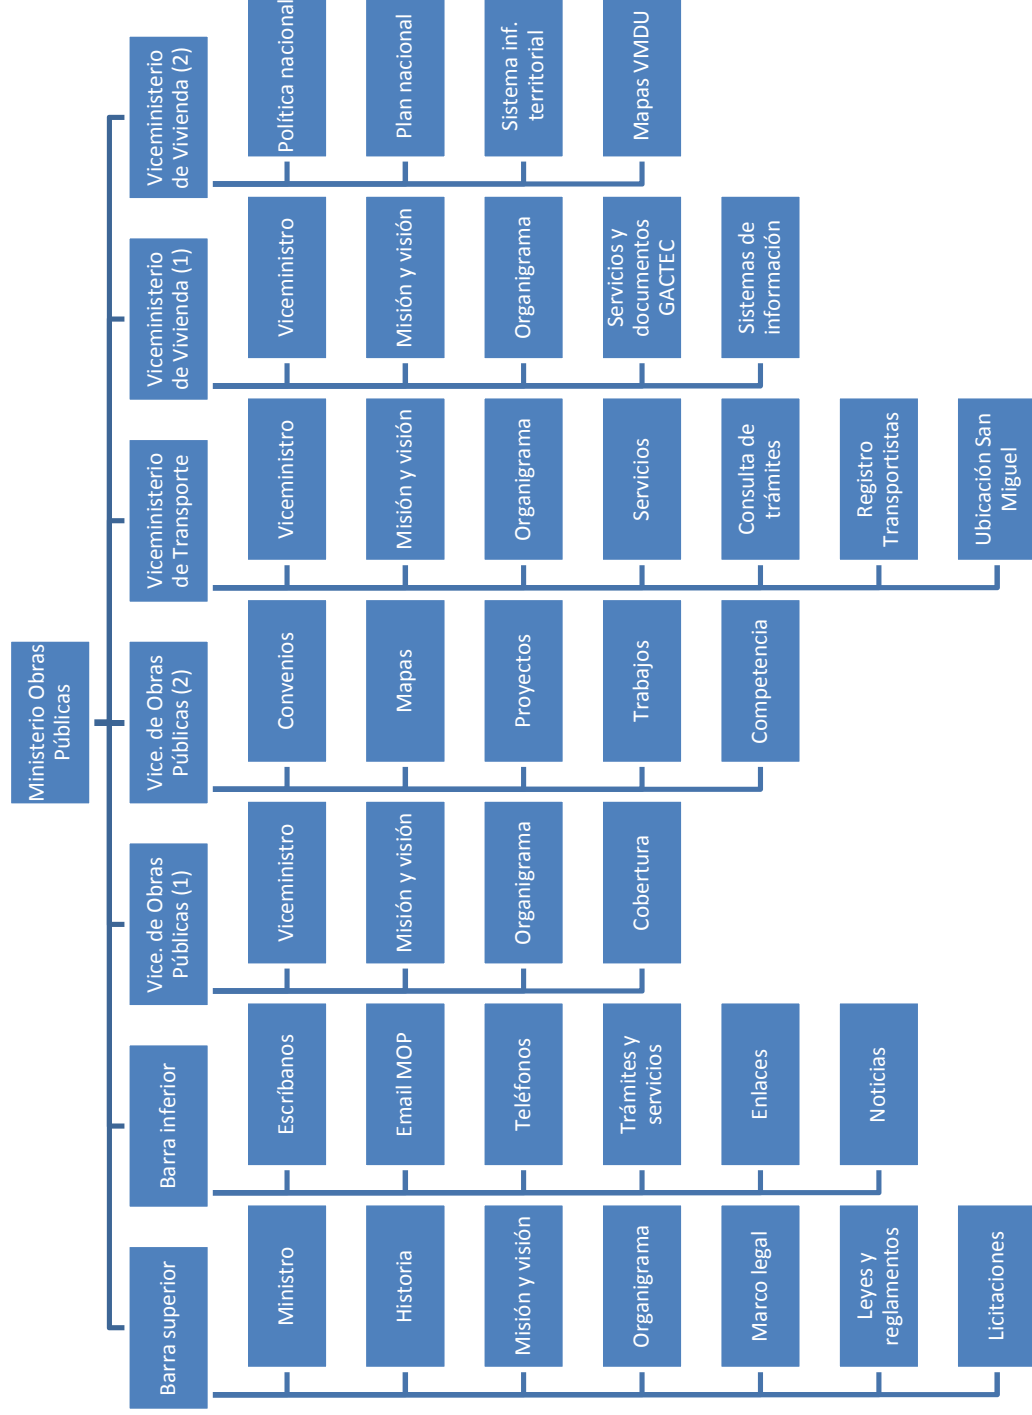 Ministerio Obras
Públicas
Barra superior
Ministro
Historia
Misión y visión
Organigrama
Marco legal
Leyes y
reglamentos
Licitaciones
Barra inferior
Escríbanos
Email MOP
Teléfonos
Trámites y
servicios
Enlaces
Noticias
Vice. de Obras
Públicas (1)
Viceministro
Misión y visión
Organigrama
Cobertura
Vice. de Obras
Públicas (2)
Convenios
Mapas
Proyectos
Trabajos
Competencia
Viceministerio
de Transporte
Viceministro
Misión y visión
Organigrama
Servicios
Consulta de
trámites
Registro
Transportistas
Ubicación San
Miguel
Viceministerio
de Vivienda (1)
Viceministro
Misión y visión
Organigrama
Servicios y
documentos
GACTEC
Sistemas de
información
Viceministerio
de Vivienda (2)
Política nacional
Plan nacional
Sistema inf.
territorial
Mapas VMDU